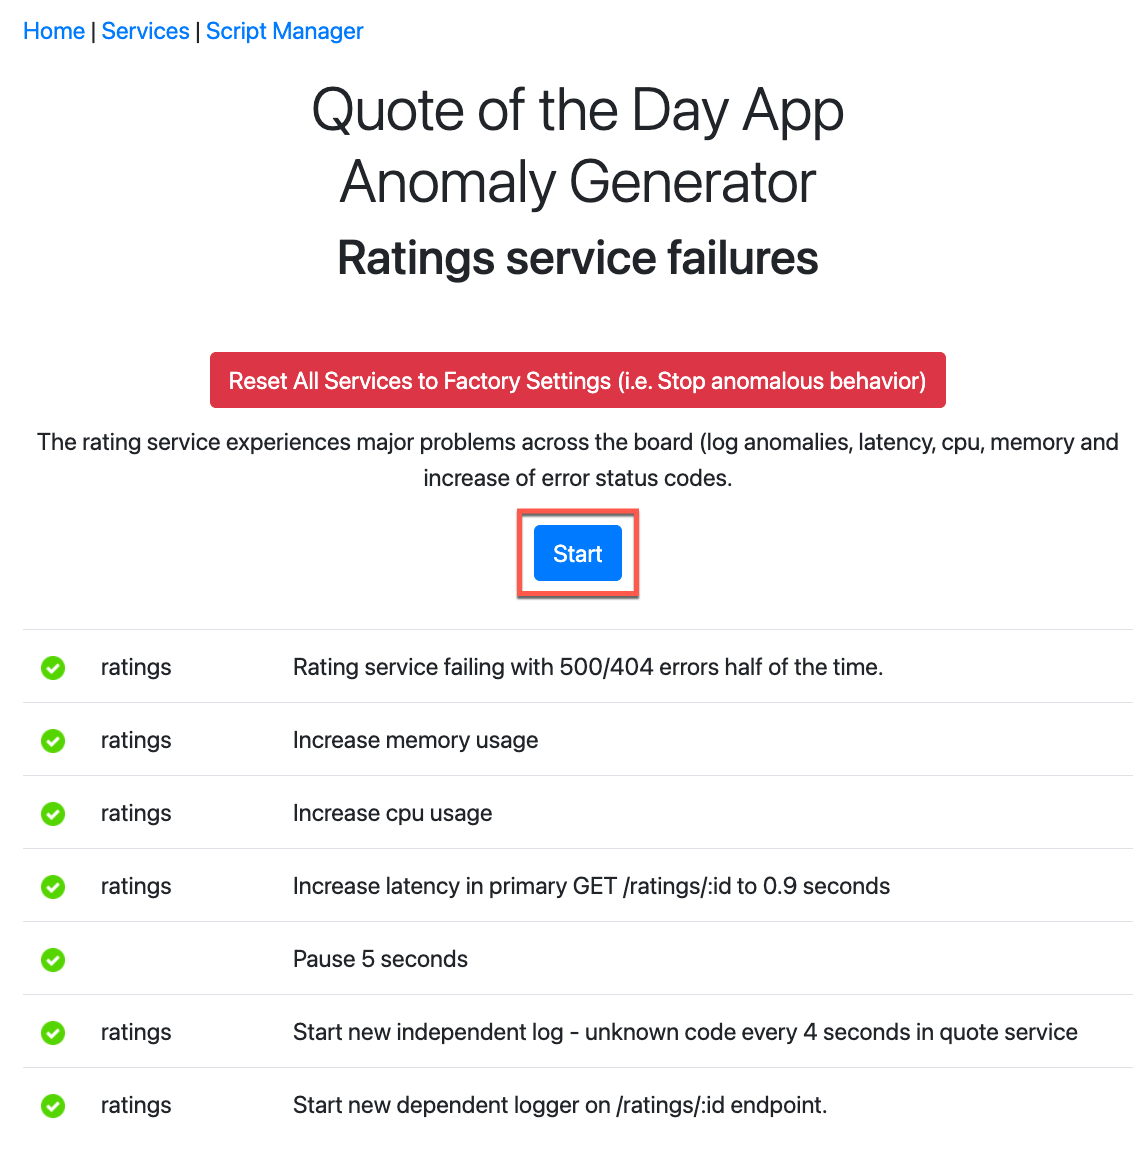 Home | Services | Script Manager
Quote of the Day App
Anomaly Generator
Ratings service failures
Reset All Services to Factory Settings (i.e. Stop anomalous behavior)
The rating service experiences major problems across the board (log anomalies, latency, cpu, memory and
increase of error status codes.
Start
ratings Rating service failing with 500/404 errors half of the time.
ratings Increase memory usage
ratings Increase cpu usage
ratings Increase latency in primary GET /ratings/:id to 0.9 seconds
Pause 5 seconds
ratings Start new independent log - unknown code every 4 seconds in quote service
ratings Start new dependent logger on /ratings/:id endpoint.